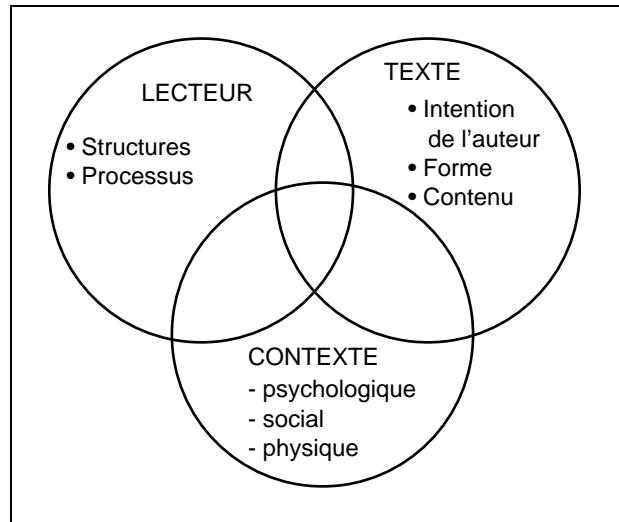 LECTEUR
• Structures
• Processus
TEXTE
• Intention
de l'auteur
• Forme
• Contenu
CONTEXTE
- psychologique
- social
- physique